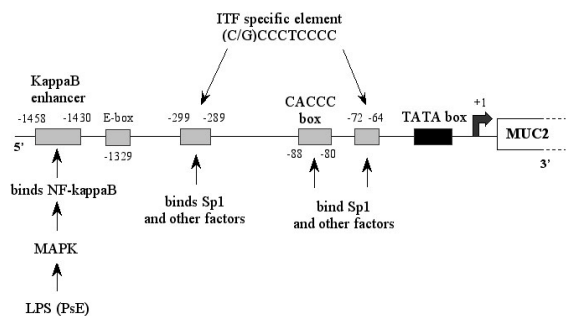 ITF specific element
(C/G)CCCTCCCC
KappaB
enhancer
-1458 -1430
E-box
-1329
-299 -289
CACCC
box
-88 -80
-72 -64
TATA box
+1
MUC2
5'
3'
binds NF-kappaB
binds Sp1
and other factors
bind Sp1
and other factors
MAPK
LPS (PsE)